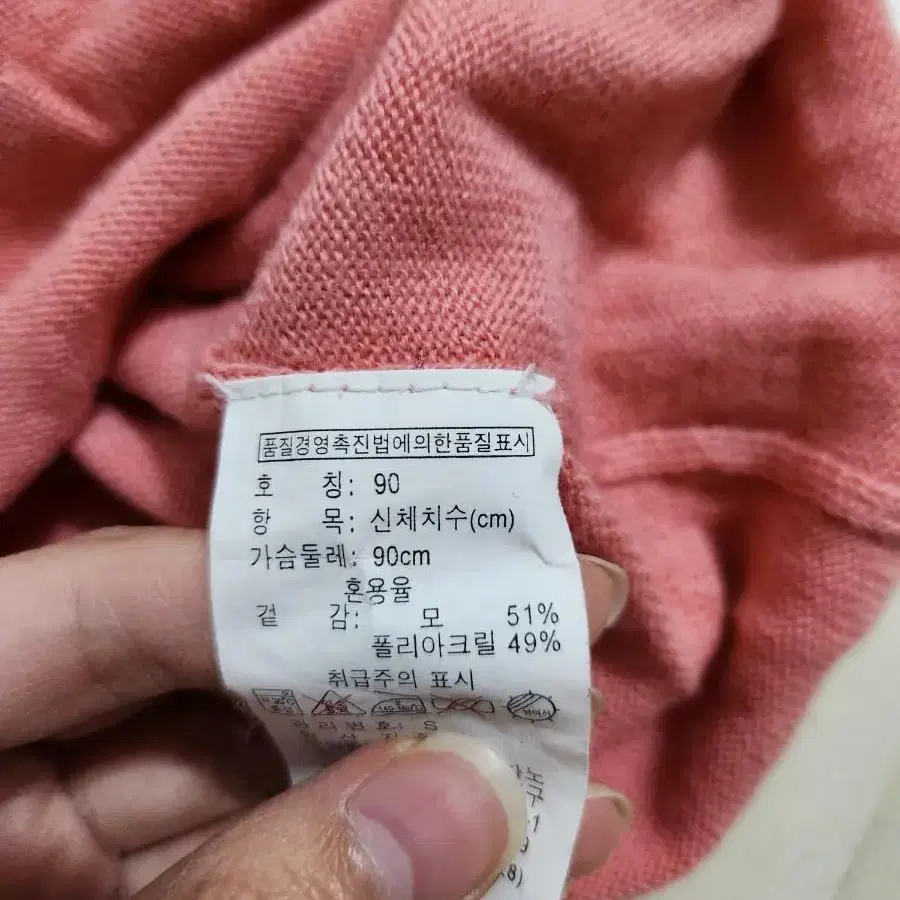 품질경영촉진법에의한품질표시
호 칭: 90
항 목: 신체치수(cm)
가슴둘레: 90cm
혼용율
겉 감: 모 51%
폴리아크릴 49%
취급주의 표시